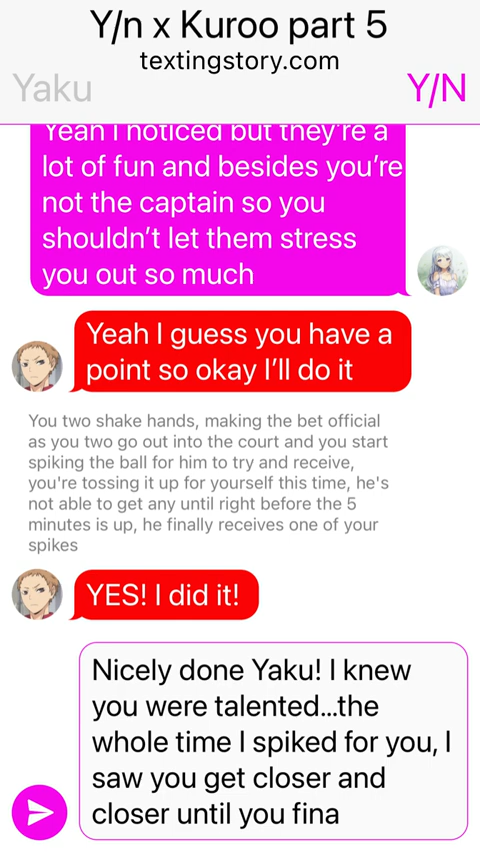 Y/n x Kuroo part 5
textingstory.com
Yaku
Y/N
Yeah I noticed but they're a
lot of fun and besides you're
not the captain so you
shouldn't let them stress
you out so much
Yeah I guess you have a
point so okay I'll do it
You two shake hands, making the bet official
as you two go out into the court and you start
spiking the ball for him to try and receive,
you're tossing it up for yourself this time, he's
not able to get any until right before the 5
minutes is up, he finally receives one of your
spikes
YES! I did it!
Nicely done Yaku! I knew
you were talented...the
whole time I spiked for you, I
saw you get closer and
closer until you fina